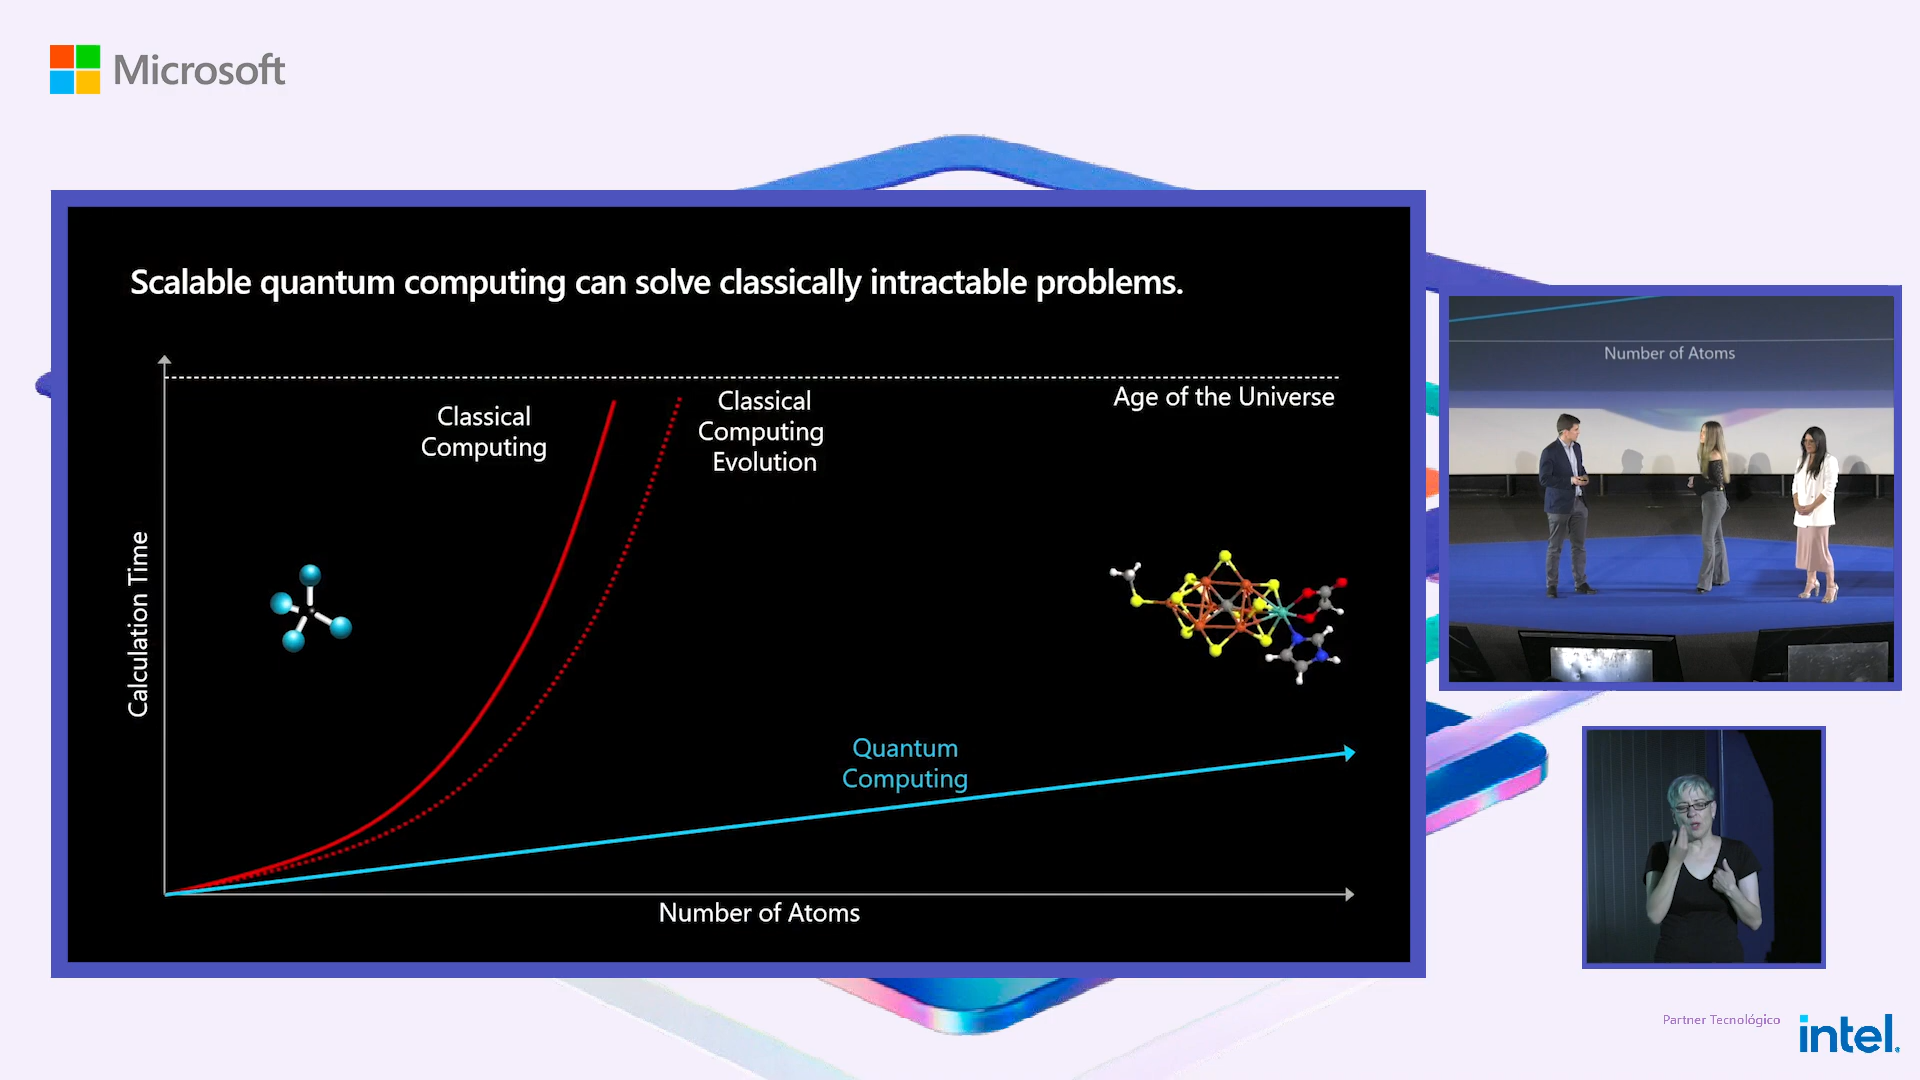 Microsoft
Scalable quantum computing can solve classically intractable problems.
Classical
Computing
Classical
Computing
Evolution
Age of the Universe
Calculation Time
Quantum
Computing
Number of Atoms
Number of Atoms
Partner Tecnológico
intel.